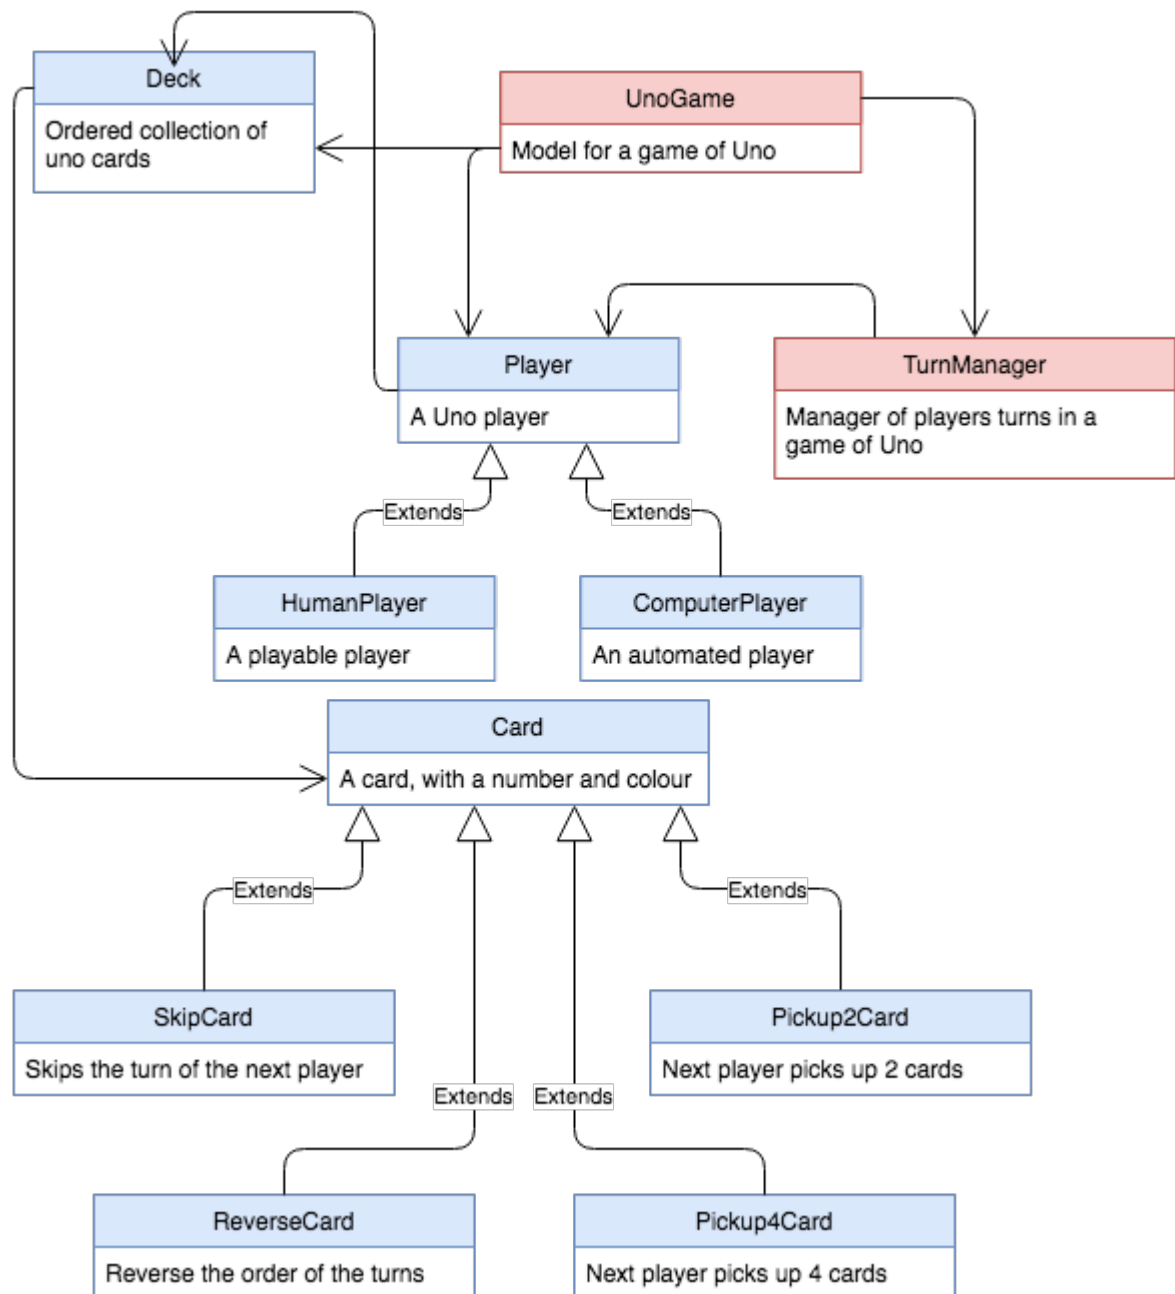 Deck
Ordered collection of
uno cards
UnoGame
Model for a game of Uno
Player
A Uno player
TurnManager
Manager of players turns in a
game of Uno
Extends
Extends
HumanPlayer
A playable player
ComputerPlayer
An automated player
Card
A card, with a number and colour
Extends
Extends
SkipCard
Skips the turn of the next player
Pickup2Card
Next player picks up 2 cards
Extends
Extends
ReverseCard
Reverse the order of the turns
Pickup4Card
Next player picks up 4 cards